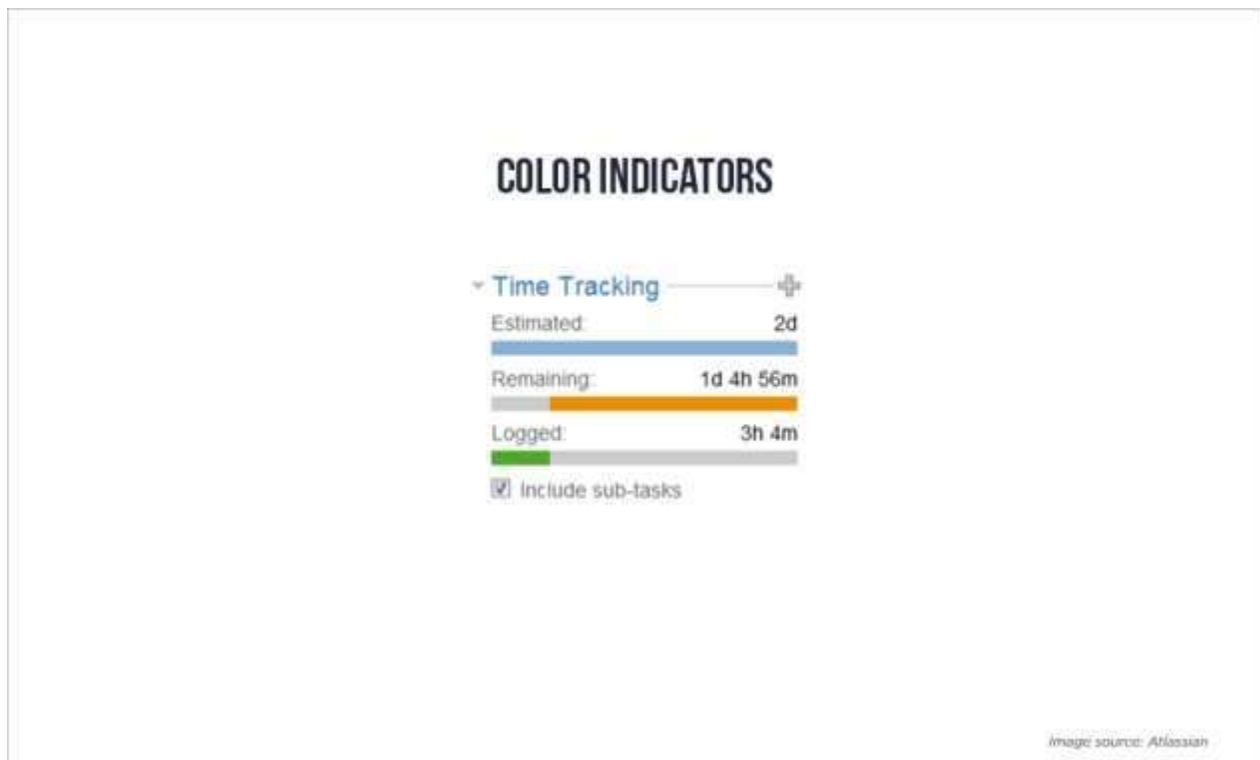 COLOR INDICATORS
Time Tracking
Estimated: 2d
Remaining: 1d 4h 56m
Logged: 3h 4m
Include sub-tasks
Image source: Atlassian